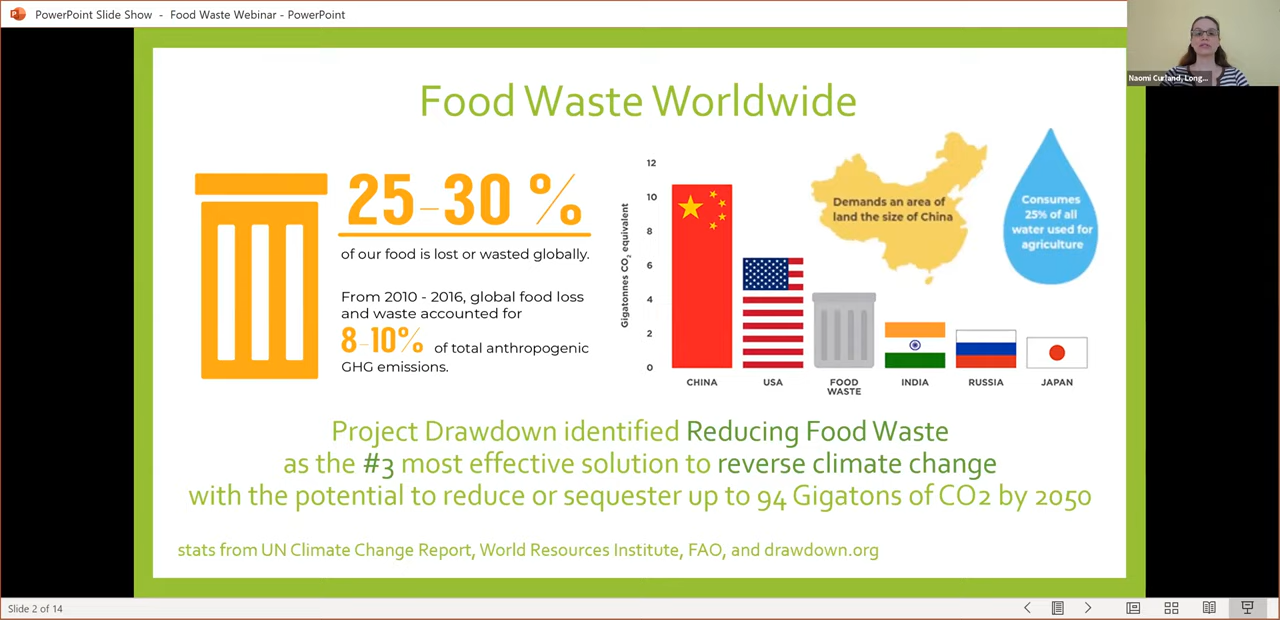 PowerPoint Slide Show - Food Waste Webinar - PowerPoint
Naomi Curland, Long...
Food Waste Worldwide
25-30 %
of our food is lost or wasted globally.
From 2010 - 2016, global food loss
and waste accounted for
8-10% of total anthropogenic
GHG emissions.
Gigatonnes CO2 equivalent
12
10
8
6
4
2
0
CHINA
USA
FOOD
WASTE
INDIA
RUSSIA
JAPAN
Demands an area of
land the size of China
Consumes
25% of all
water used for
agriculture
Project Drawdown identified Reducing Food Waste
as the #3 most effective solution to reverse climate change
with the potential to reduce or sequester up to 94 Gigatons of CO2 by 2050
stats from UN Climate Change Report, World Resources Institute, FAO, and drawdown.org
Slide 2 of 14